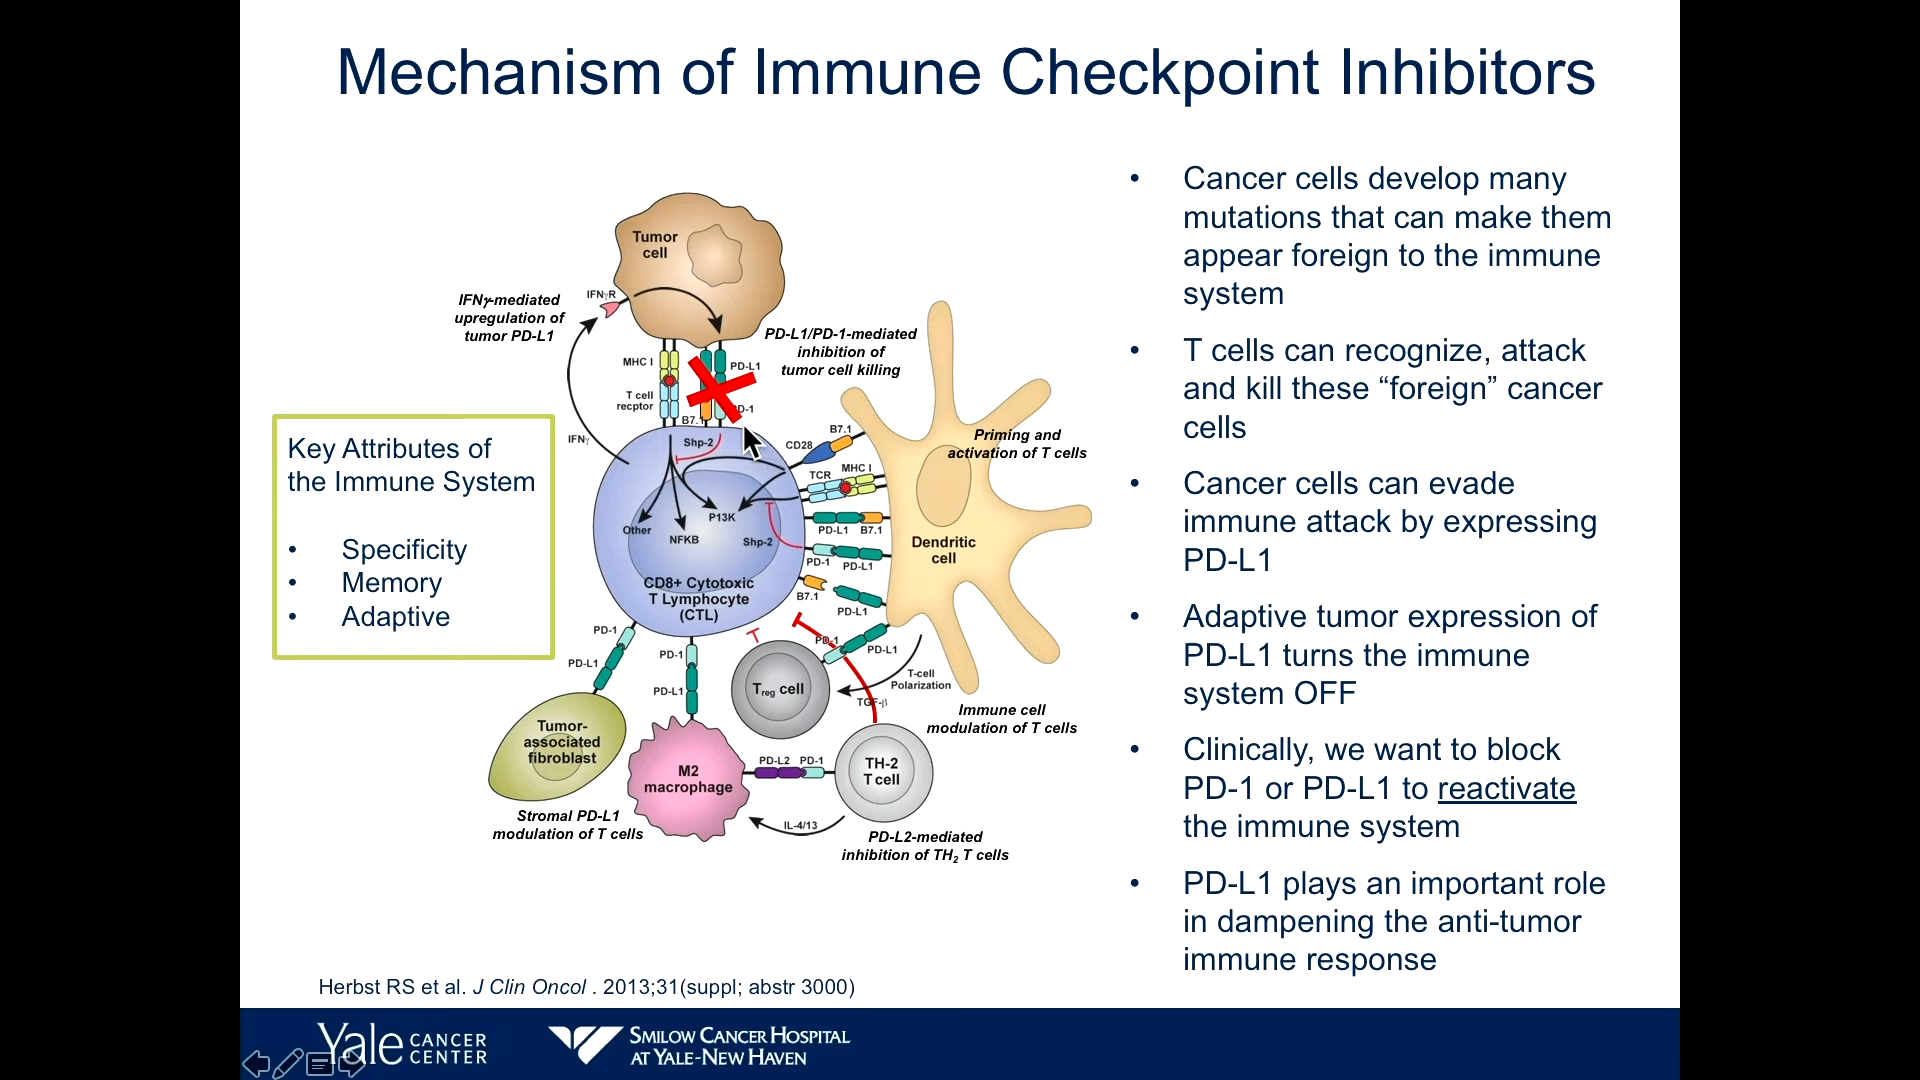 Mechanism of Immune Checkpoint Inhibitors
Key Attributes of
the Immune System
• Specificity
• Memory
• Adaptive
Tumor
cell
IFNγR
IFNγ-mediated
upregulation of
tumor PD-L1
PD-L1/PD-1-mediated
inhibition of
tumor cell killing
MHC I
PD-L1
T cell
recptor
B7.1
D-1
IFNγ
Shp-2
CD28
B7.1
Priming and
activation of T cells
TCR
MHC I
P13K
Other
NFKB
Shp-2
PD-L1
B7.1
PD-1
PD-L1
Dendritic
cell
CD8+ Cytotoxic
T Lymphocyte
(CTL)
B7.1
PD-L1
PD-1
PD-L1
PD-1
PD-L1
PD-1
PD-L1
Treg cell
T-cell
Polarization
TGF-β
Immune cell
modulation of T cells
Tumor-
associated
fibroblast
M2
macrophage
PD-L2
PD-1
TH-2
T cell
Stromal PD-L1
modulation of T cells
IL-4/13
PD-L2-mediated
inhibition of TH2 T cells
• Cancer cells develop many
mutations that can make them
appear foreign to the immune
system
• T cells can recognize, attack
and kill these “foreign” cancer
cells
• Cancer cells can evade
immune attack by expressing
PD-L1
• Adaptive tumor expression of
PD-L1 turns the immune
system OFF
• Clinically, we want to block
PD-1 or PD-L1 to reactivate
the immune system
• PD-L1 plays an important role
in dampening the anti-tumor
immune response
Herbst RS et al. J Clin Oncol . 2013;31(suppl; abstr 3000)
Yale CANCER
CENTER
SMILOW CANCER HOSPITAL
AT YALE-NEW HAVEN